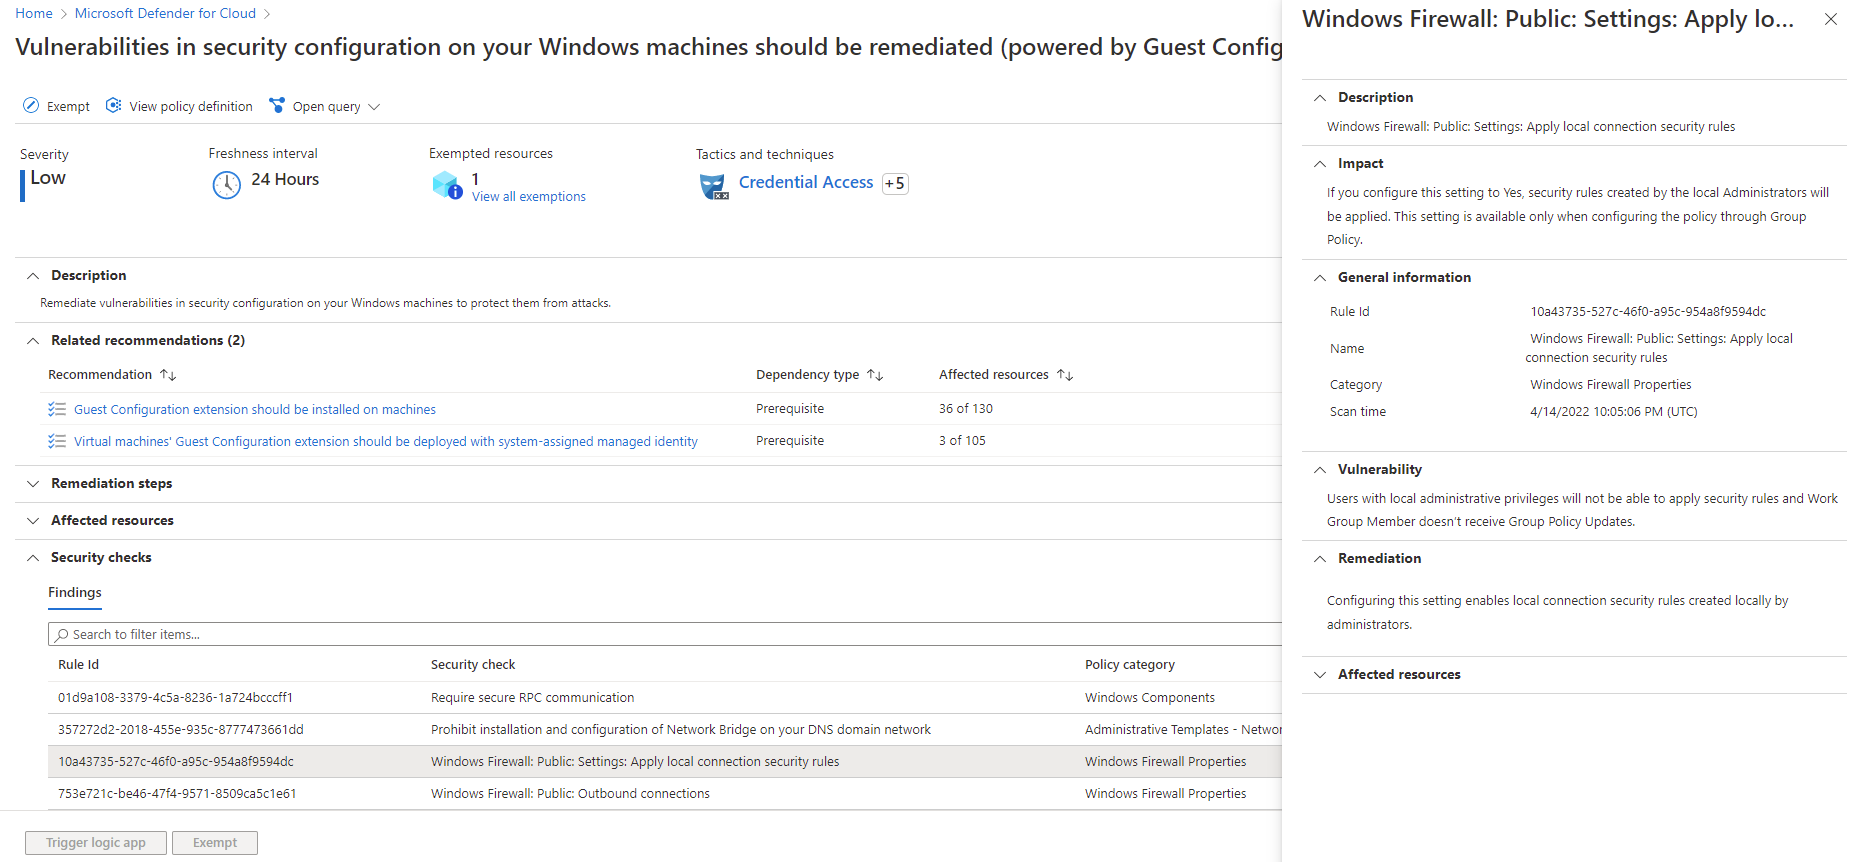 Home > Microsoft Defender for Cloud >
Vulnerabilities in security configuration on your Windows machines should be remediated (powered by Guest Config
Exempt View policy definition Open query
Severity
Low
Freshness interval
24 Hours
Exempted resources
1
View all exemptions
Tactics and techniques
Credential Access +5
Description
Remediate vulnerabilities in security configuration on your Windows machines to protect them from attacks.
Related recommendations (2)
Recommendation ↑↓ Dependency type ↑↓ Affected resources ↑↓
Guest Configuration extension should be installed on machines Prerequisite 36 of 130
Virtual machines' Guest Configuration extension should be deployed with system-assigned managed identity Prerequisite 3 of 105
Remediation steps
Affected resources
Security checks
Findings
Search to filter items...
Rule Id Security check Policy category
01d9a108-3379-4c5a-8236-1a724bcccff1 Require secure RPC communication Windows Components
357272d2-2018-455e-935c-8777473661dd Prohibit installation and configuration of Network Bridge on your DNS domain network Administrative Templates - Networ
10a43735-527c-46f0-a95c-954a8f9594dc Windows Firewall: Public: Settings: Apply local connection security rules Windows Firewall Properties
753e721c-be46-47f4-9571-8509ca5c1e61 Windows Firewall: Public: Outbound connections Windows Firewall Properties
Trigger logic app Exempt
Windows Firewall: Public: Settings: Apply lo...
Description
Windows Firewall: Public: Settings: Apply local connection security rules
Impact
If you configure this setting to Yes, security rules created by the local Administrators will
be applied. This setting is available only when configuring the policy through Group
Policy.
General information
Rule Id 10a43735-527c-46f0-a95c-954a8f9594dc
Name Windows Firewall: Public: Settings: Apply local
connection security rules
Category Windows Firewall Properties
Scan time 4/14/2022 10:05:06 PM (UTC)
Vulnerability
Users with local administrative privileges will not be able to apply security rules and Work
Group Member doesn't receive Group Policy Updates.
Remediation
Configuring this setting enables local connection security rules created locally by
administrators.
Affected resources